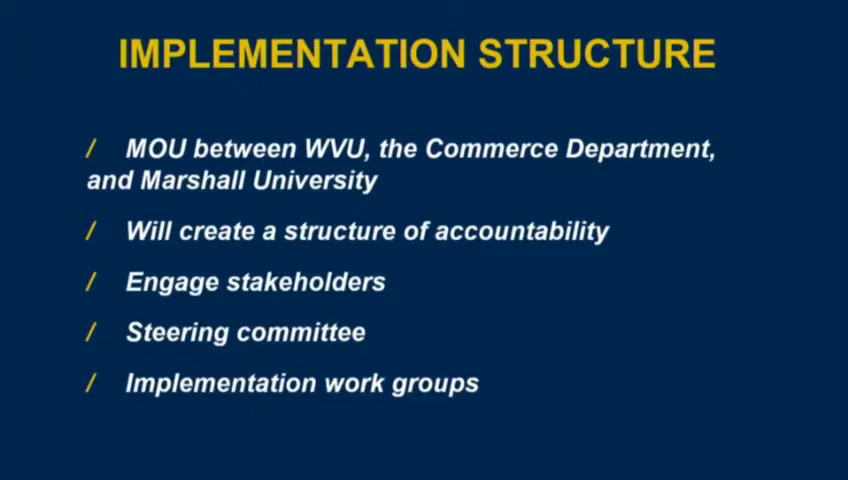 IMPLEMENTATION STRUCTURE
/ MOU between WVU, the Commerce Department,
and Marshall University
/ Will create a structure of accountability
/ Engage stakeholders
/ Steering committee
/ Implementation work groups